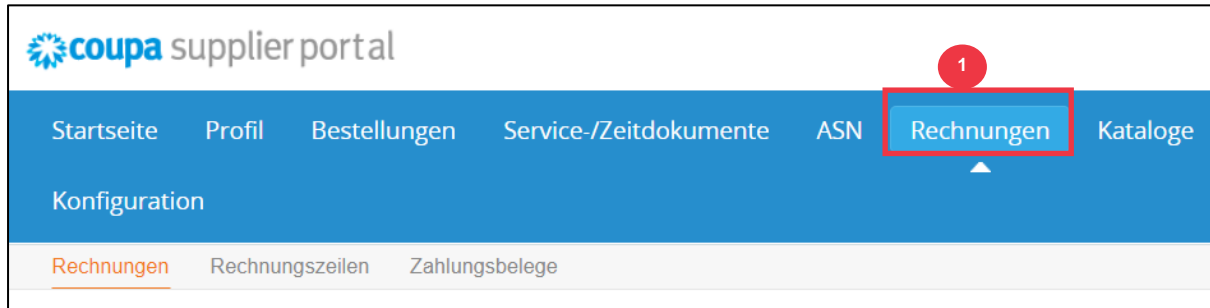 coupa supplier portal
1
Startseite Profil Bestellungen Service-/Zeitdokumente ASN Rechnungen Kataloge
Konfiguration
Rechnungen Rechnungszeilen Zahlungsbelege